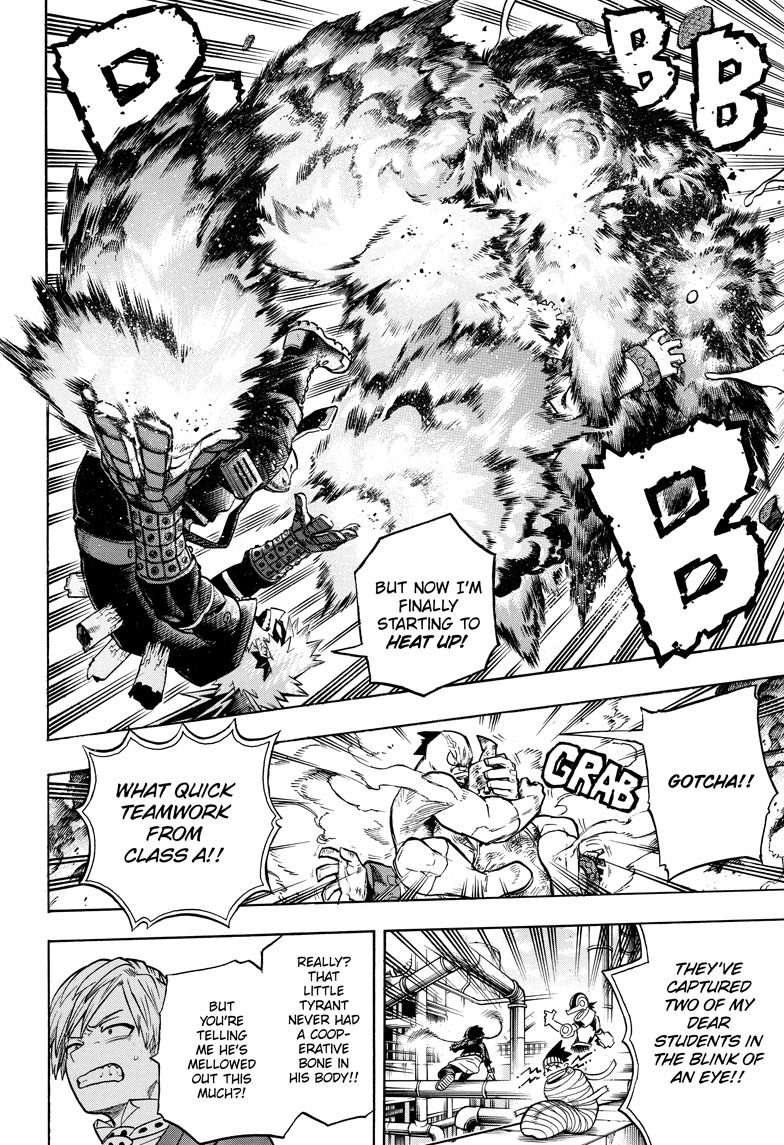 B
B
B
B
BUT NOW I'M
FINALLY
STARTING TO
HEAT UP!
GOTCHA!!
GRAB
WHAT QUICK
TEAMWORK
FROM
CLASS A!!
THEY'VE
CAPTURED
TWO OF MY
DEAR
STUDENTS IN
THE BLINK OF
AN EYE!!
REALLY?
THAT
LITTLE
TYRANT
NEVER HAD
A COOP-
ERATIVE
BONE IN
HIS BODY!!
BUT
YOU'RE
TELLING
ME HE'S
MELLOWED
OUT THIS
MUCH?!